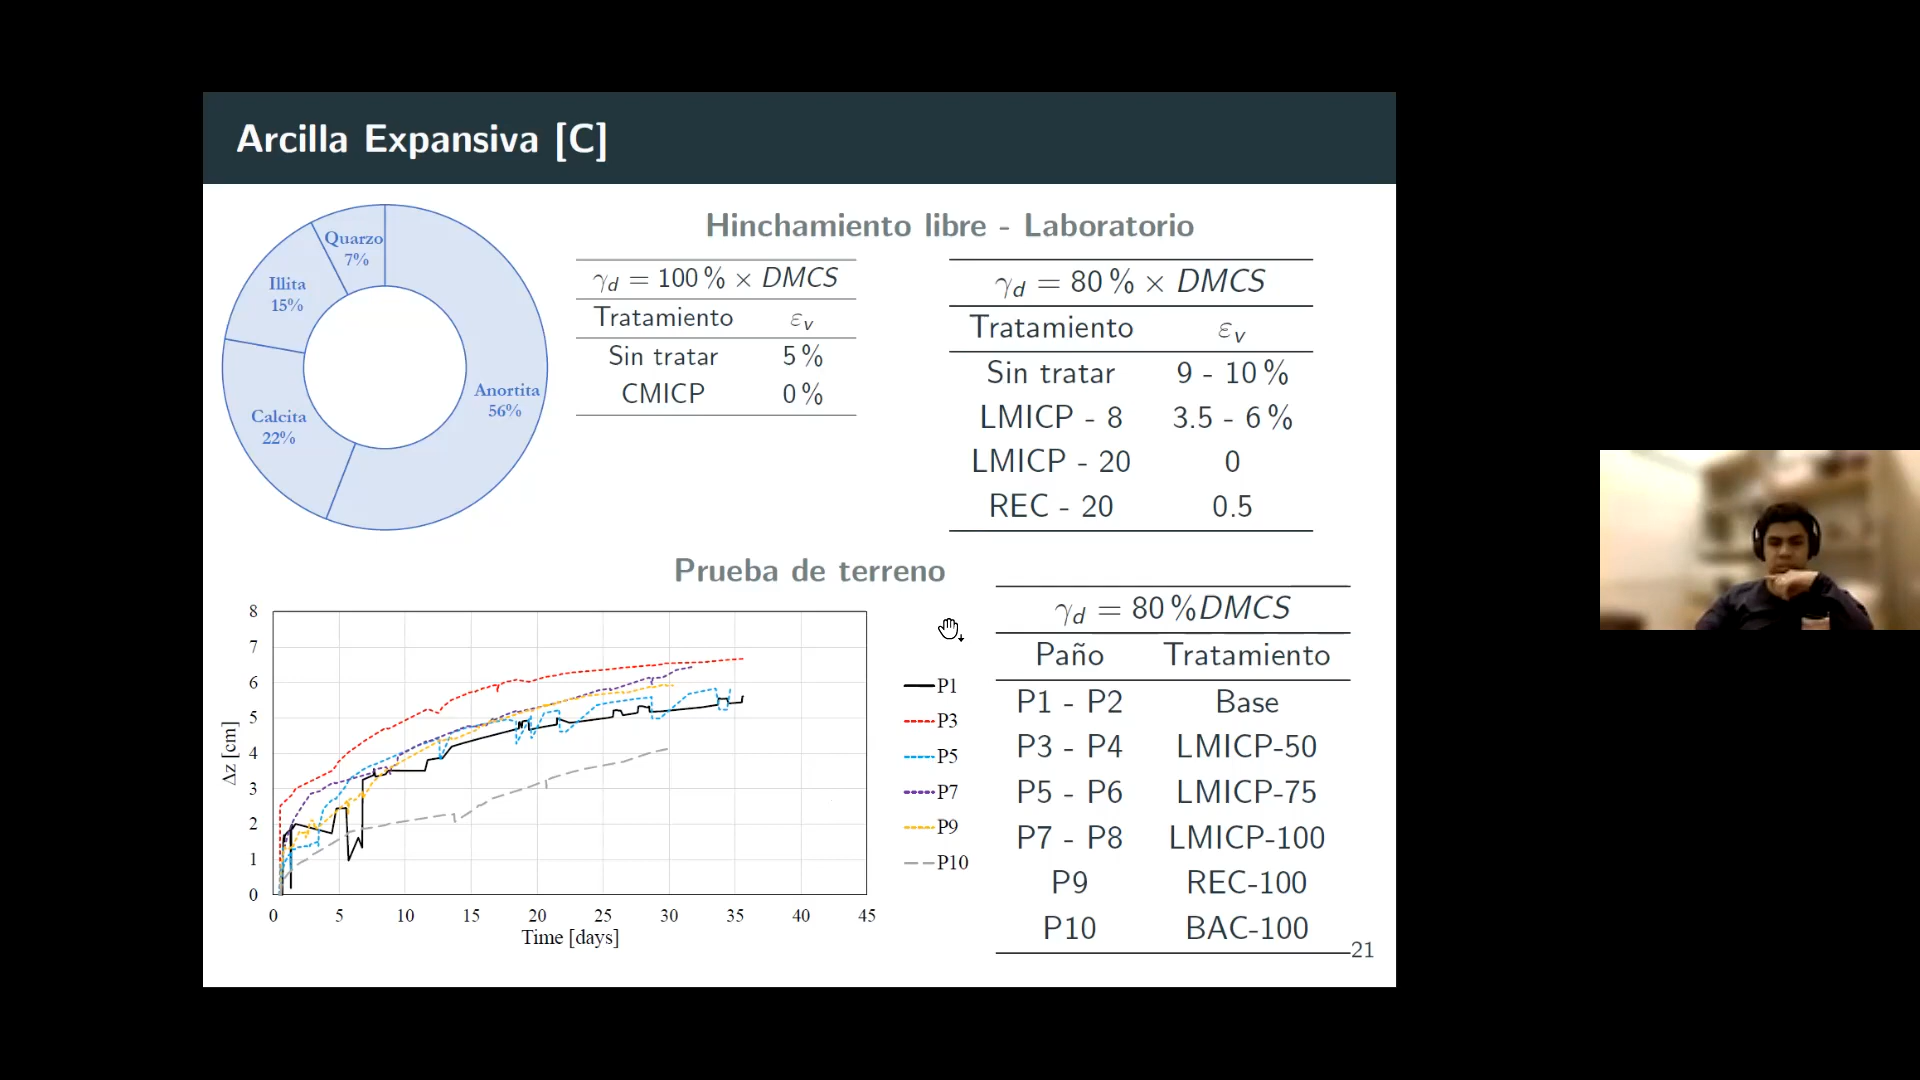 Arcilla Expansiva [C]
Quarzo
7%
Illita
15%
Calcita
22%
Anortita
56%
Hinchamiento libre - Laboratorio
γd = 100 % × DMCS
Tratamiento εv
Sin tratar 5 %
CMICP 0 %
γd = 80 % × DMCS
Tratamiento εv
Sin tratar 9 - 10 %
LMICP - 8 3.5 - 6 %
LMICP - 20 0
REC - 20 0.5
Prueba de terreno
8
7
6
5
4
3
2
1
0
Δz [cm]
0 5 10 15 20 25 30 35 40 45
Time [days]
P1
P3
P5
P7
P9
P10
γd = 80 %DMCS
Paño Tratamiento
P1 - P2 Base
P3 - P4 LMICP-50
P5 - P6 LMICP-75
P7 - P8 LMICP-100
P9 REC-100
P10 BAC-100
21